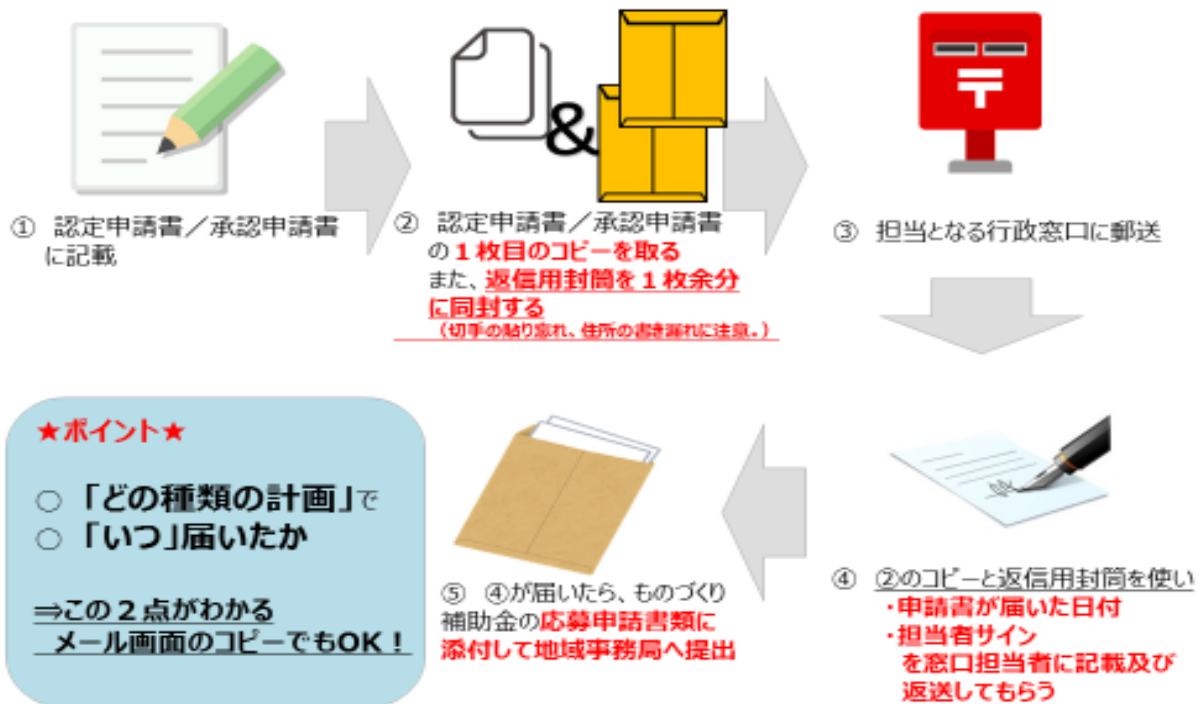 ① 認定申請書／承認申請書
に記載
② 認定申請書／承認申請書
の１枚目のコピーを取る
また、返信用封筒を１枚余分
に同封する
（切手の貼り忘れ、住所の書き漏れに注意。）
&
〒
③ 担当となる行政窓口に郵送
④ ②のコピーと返信用封筒を使い
・申請書が届いた日付
・担当者サイン
を窓口担当者に記載及び
返送してもらう
⑤ ④が届いたら、ものづくり
補助金の応募申請書類に
添付して地域事務局へ提出
★ポイント★
○ 「どの種類の計画」で
○ 「いつ」届いたか
⇒この２点がわかる
メール画面のコピーでもOK！